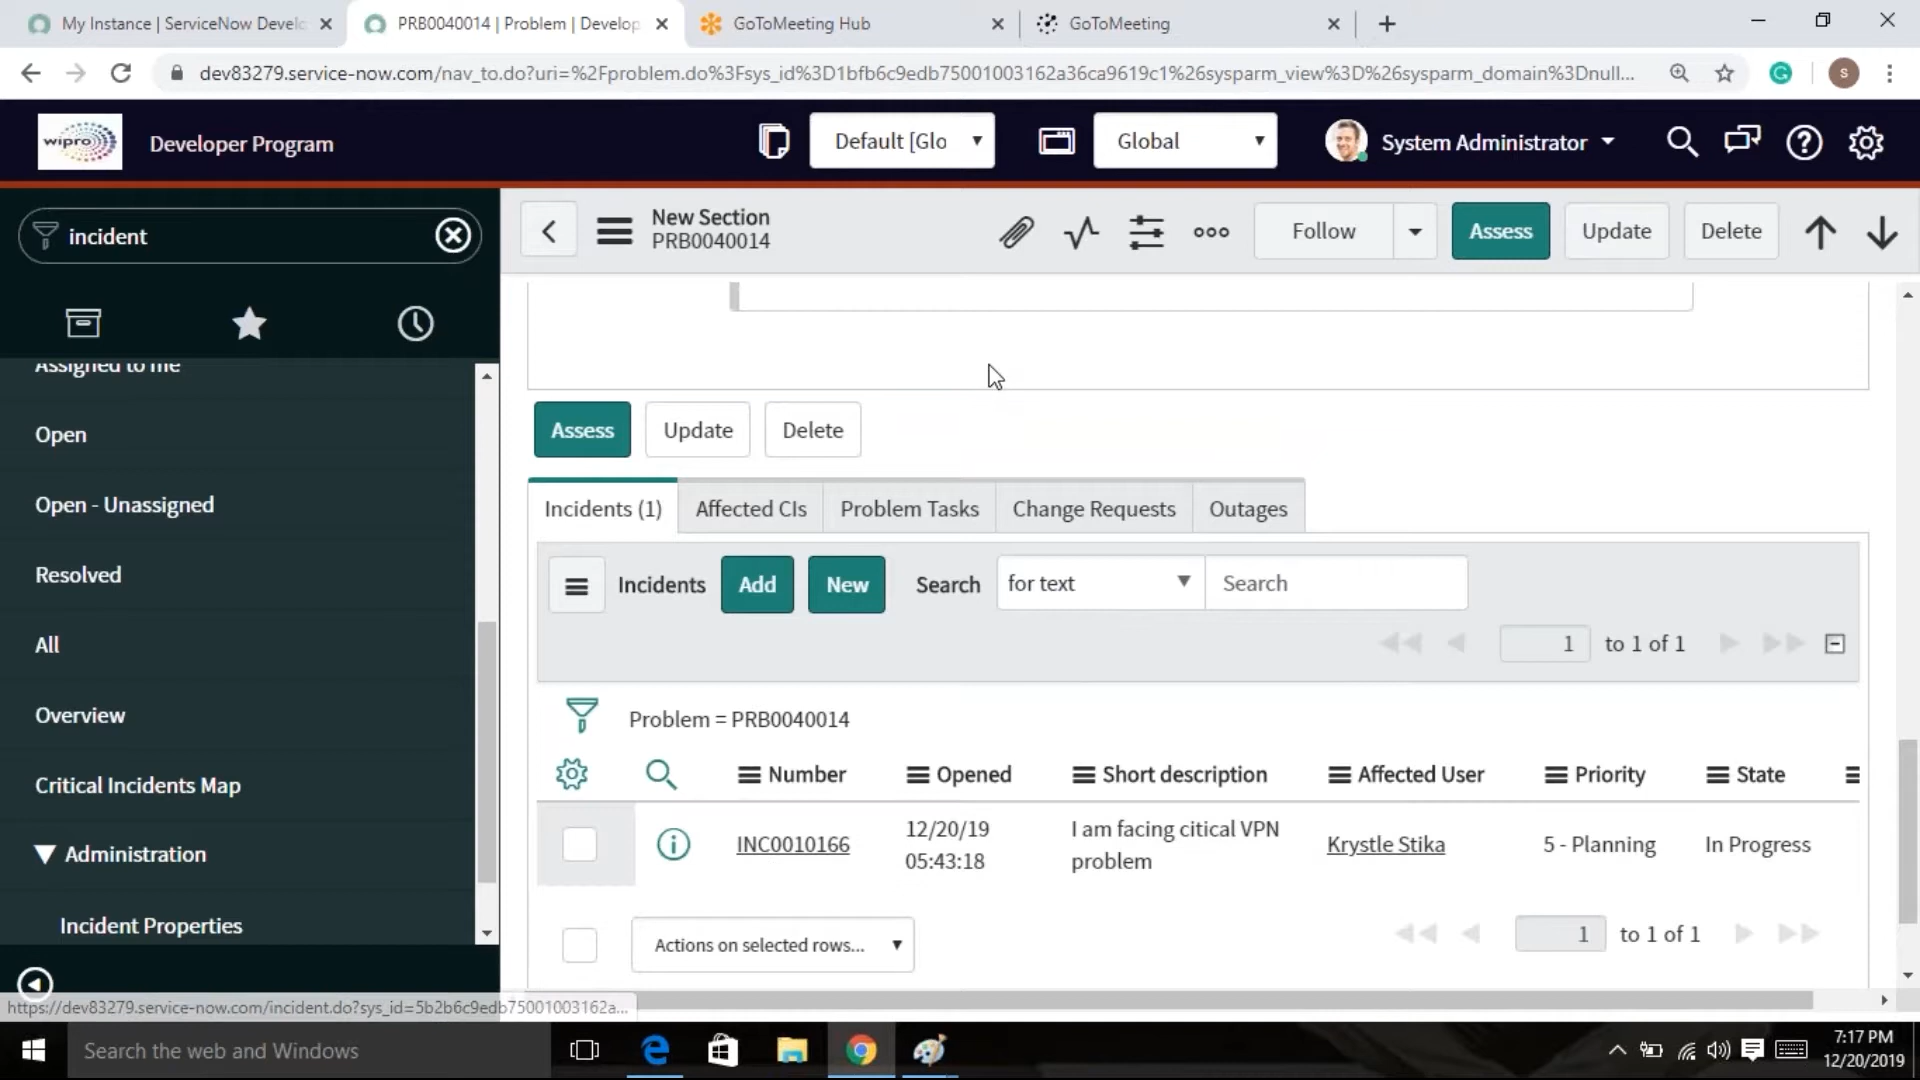 My Instance | ServiceNow Develo
PRB0040014 | Problem | Develop
GoToMeeting Hub
GoToMeeting
dev83279.service-now.com/nav_to.do?uri=%2Fproblem.do%3Fsys_id%3D1bfb6c9edb75001003162a36ca9619c1%26sysparm_view%3D%26sysparm_domain%3Dnull...
S
wipro
Developer Program
Default [Glo
Global
System Administrator
incident
New Section
PRB0040014
Follow
Assess
Update
Delete
Assigned to me
Open
Open - Unassigned
Resolved
All
Overview
Critical Incidents Map
Administration
Incident Properties
Assess
Update
Delete
Incidents (1)
Affected CIs
Problem Tasks
Change Requests
Outages
Incidents
Add
New
Search
for text
Search
1 to 1 of 1
Problem = PRB0040014
Number
Opened
Short description
Affected User
Priority
State
INC0010166
12/20/19
05:43:18
I am facing citical VPN
problem
Krystle Stika
5 - Planning
In Progress
Actions on selected rows...
1 to 1 of 1
https://dev83279.service-now.com/incident.do?sys_id=5b2b6c9edb75001003162a...
Search the web and Windows
7:17 PM
12/20/2019